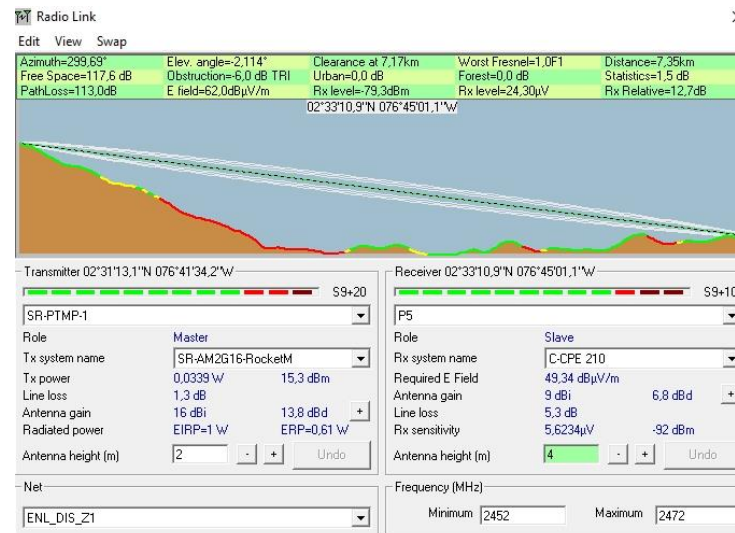 Radio Link
Edit View Swap
Azimuth=299,69° Elev. angle=-2,114° Clearance at 7,17km Worst Fresnel=1,0F1 Distance=7,35km
Free Space=117,6 dB Obstruction=-6,0 dB TRI Urban=0,0 dB Forest=0,0 dB Statistics=1,5 dB
PathLoss=113,0dB E field=62,0dBµV/m Rx level=-79,3dBm Rx level=24,30µV Rx Relative=12,7dB
02°33'10,9"N 076°45'01,1"W
Transmitter 02°31'13,1"N 076°41'34,2"W
S9+20
SR-PTMP-1
Role Master
Tx system name SR-AM2G16-RocketM
Tx power 0,0339 W 15,3 dBm
Line loss 1,3 dB
Antenna gain 16 dBi 13,8 dBd +
Radiated power EIRP=1 W ERP=0,61 W
Antenna height (m) 2 - + Undo
Net
ENL_DIS_Z1
Receiver 02°33'10,9"N 076°45'01,1"W
S9+10
P5
Role Slave
Rx system name C-CPE 210
Required E Field 49,34 dBµV/m
Antenna gain 9 dBi 6,8 dBd +
Line loss 5,3 dB
Rx sensitivity 5,6234µV -92 dBm
Antenna height (m) 4 - + Undo
Frequency (MHz)
Minimum 2452 Maximum 2472